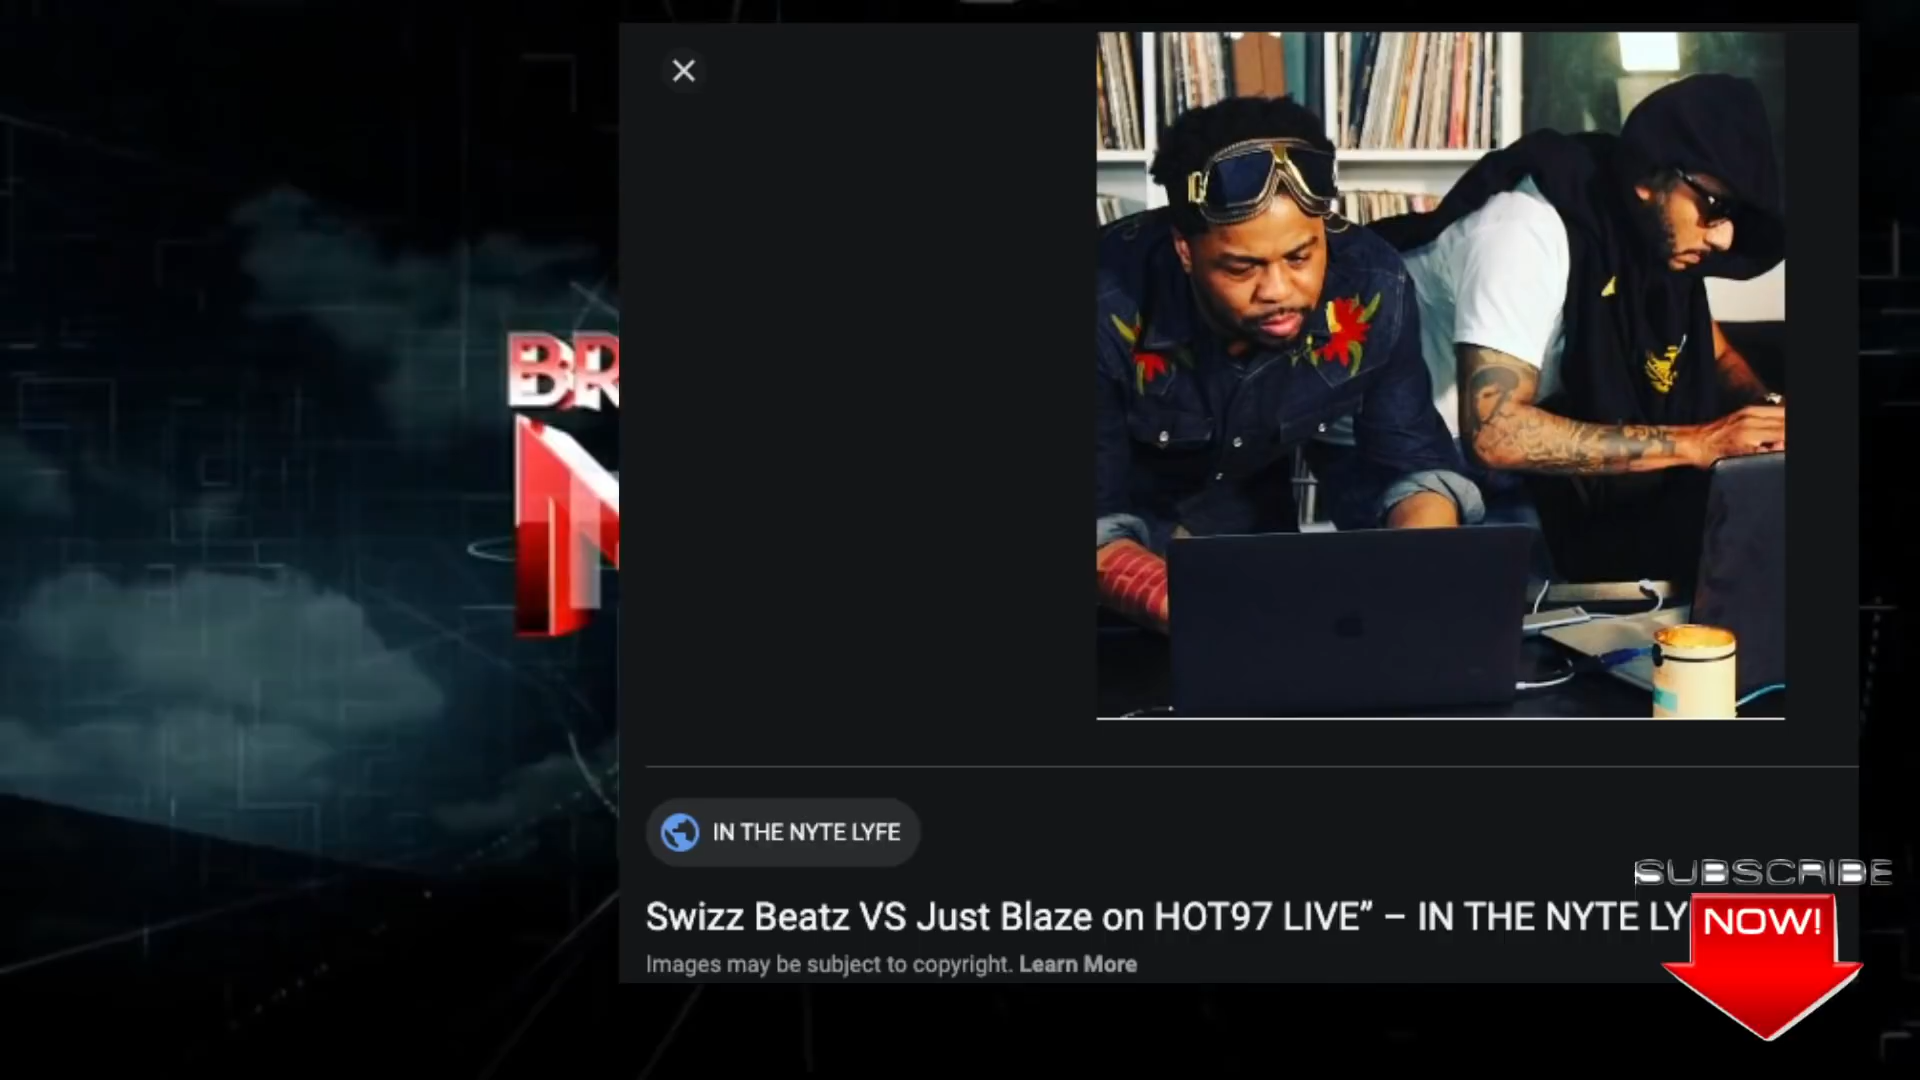 BR
N
IN THE NYTE LYFE
Swizz Beatz VS Just Blaze on HOT97 LIVE” – IN THE NYTE LY
Images may be subject to copyright. Learn More
SUBSCRIBE
NOW!